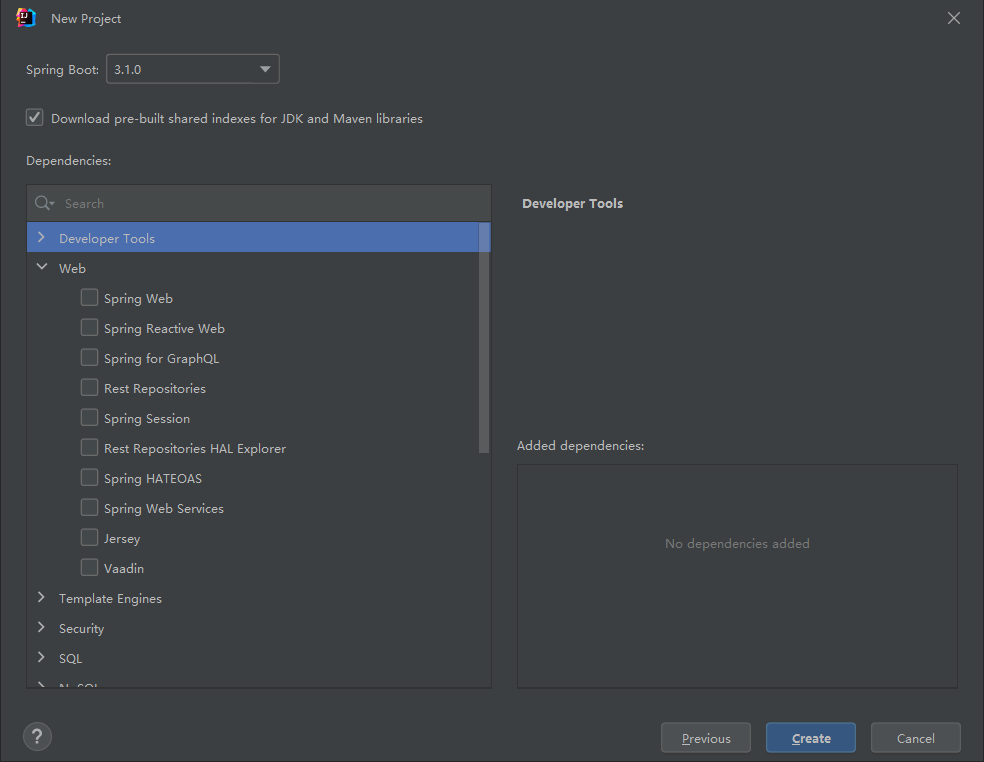 New Project
Spring Boot: 3.1.0
Download pre-built shared indexes for JDK and Maven libraries
Dependencies:
Search
Developer Tools
Web
Spring Web
Spring Reactive Web
Spring for GraphQL
Rest Repositories
Spring Session
Rest Repositories HAL Explorer
Spring HATEOAS
Spring Web Services
Jersey
Vaadin
Template Engines
Security
SQL
NoSQL
Developer Tools
Added dependencies:
No dependencies added
?
Previous
Create
Cancel